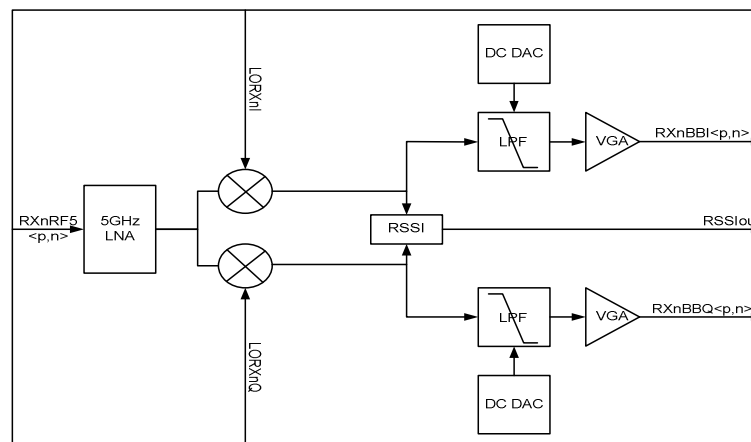 DC DAC
LORXnI
LPF
VGA
RXnBBI<p,n>
RXnRF5
<p,n>
5GHz
LNA
RSSI
RSSIou
LPF
VGA
RXnBBQ<p,n>
LORXnQ
DC DAC